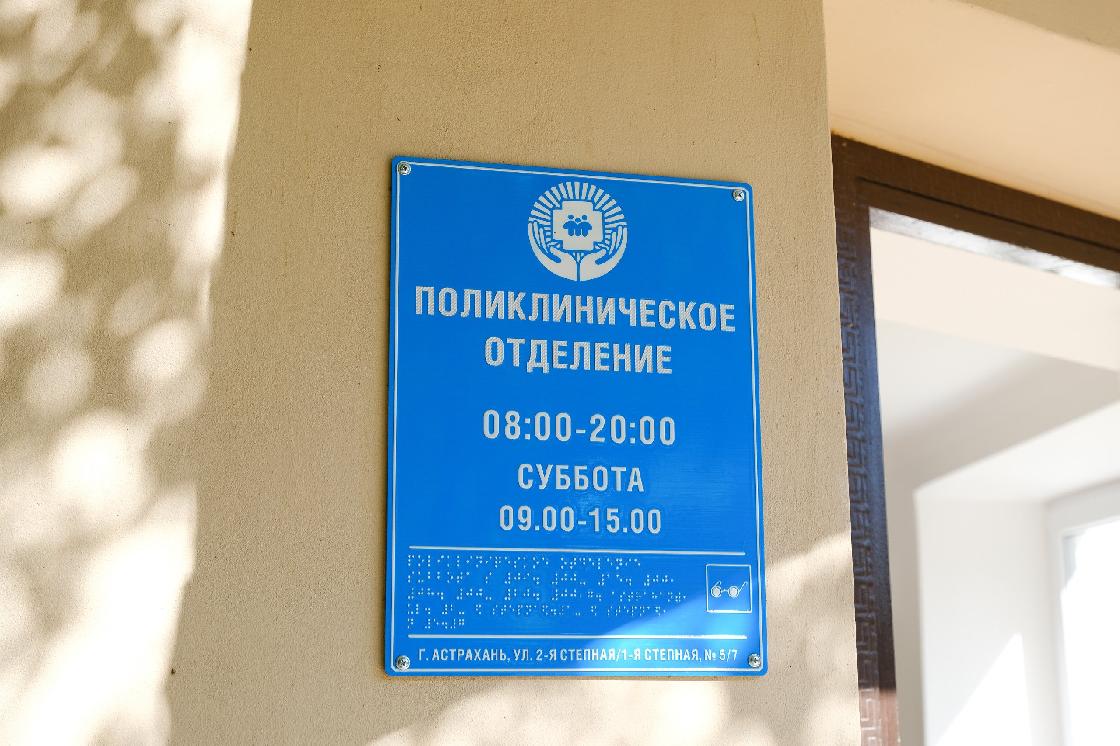 ПОЛИКЛИНИЧЕСКОЕ
ОТДЕЛЕНИЕ
08:00-20:00
СУББОТА
09.00-15.00
Г. АСТРАХАНЬ, УЛ. 2-Я СТЕПНАЯ/1-Я СТЕПНАЯ, № 5/7